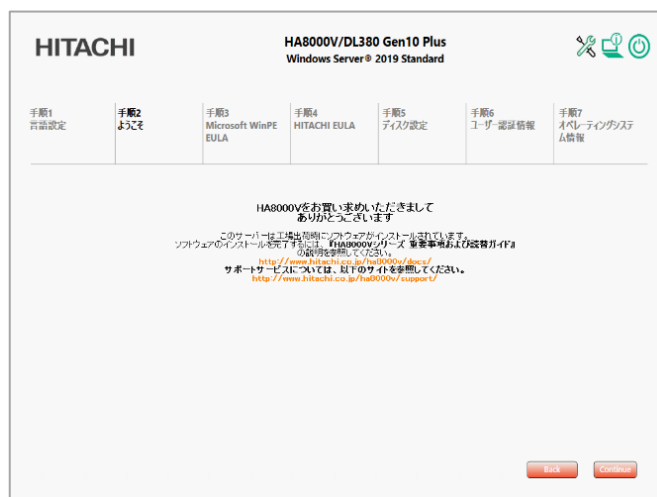 HITACHI
HA8000V/DL380 Gen10 Plus
Windows Server® 2019 Standard
手順1
言語設定
手順2
ようこそ
手順3
Microsoft WinPE
EULA
手順4
HITACHI EULA
手順5
ディスク設定
手順6
ユーザー認証情報
手順7
オペレーティングシステ
ム情報
HA8000Vをお買い求めいただきまして
ありがとうござい
ます
このサーバーは工場出荷時にソフトウェアがインストールされています。
ソフトウェアのインストールを完了するには、『HA8000Vシリーズ 重要事項および読替ガイド』
の説明を参照してください。
http://www.hitachi.co.jp/ha8000v/docs/
サポートサービスについては、以下のサイトを参照してください。
http://www.hitachi.co.jp/ha8000v/support/
Back
Continue